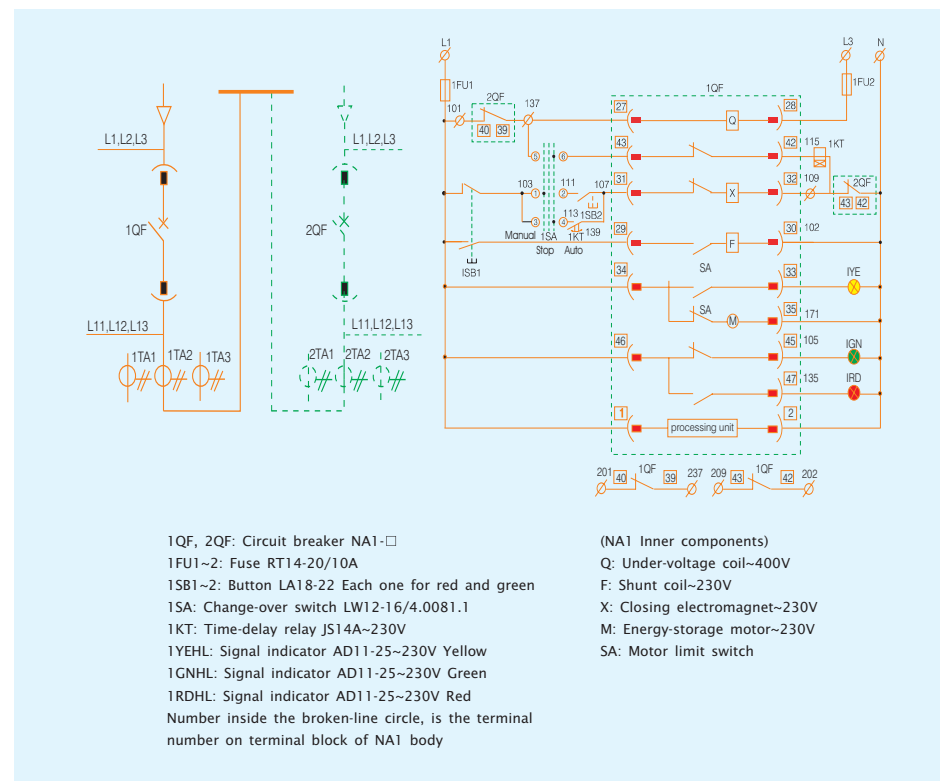 L1
L3
N
1FU1
1FU2
1QF
101
2QF
137
40
39
27
28
Q
L1,L2,L3
L1,L2,L3
43
42
115
1KT
5
6
31
32
109
2QF
103
111
107
X
43
42
1
2
1QF
2QF
113
1SB2
3
4
Manual
1SA
1KT
139
29
30
102
F
Stop
Auto
ISB1
34
SA
33
IYE
SA
35
171
M
L11,L12,L13
L11,L12,L13
46
45
105
IGN
1TA1
1TA2
1TA3
2TA1
2TA2
2TA3
47
135
IRD
1
processing unit
2
201
40
1QF
39
237
209
43
1QF
42
202
1QF, 2QF: Circuit breaker NA1-□
1FU1~2: Fuse RT14-20/10A
1SB1~2: Button LA18-22 Each one for red and green
1SA: Change-over switch LW12-16/4.0081.1
1KT: Time-delay relay JS14A~230V
1YEHL: Signal indicator AD11-25~230V Yellow
1GNHL: Signal indicator AD11-25~230V Green
1RDHL: Signal indicator AD11-25~230V Red
Number inside the broken-line circle, is the terminal
number on terminal block of NA1 body
(NA1 Inner components)
Q: Under-voltage coil~400V
F: Shunt coil~230V
X: Closing electromagnet~230V
M: Energy-storage motor~230V
SA: Motor limit switch